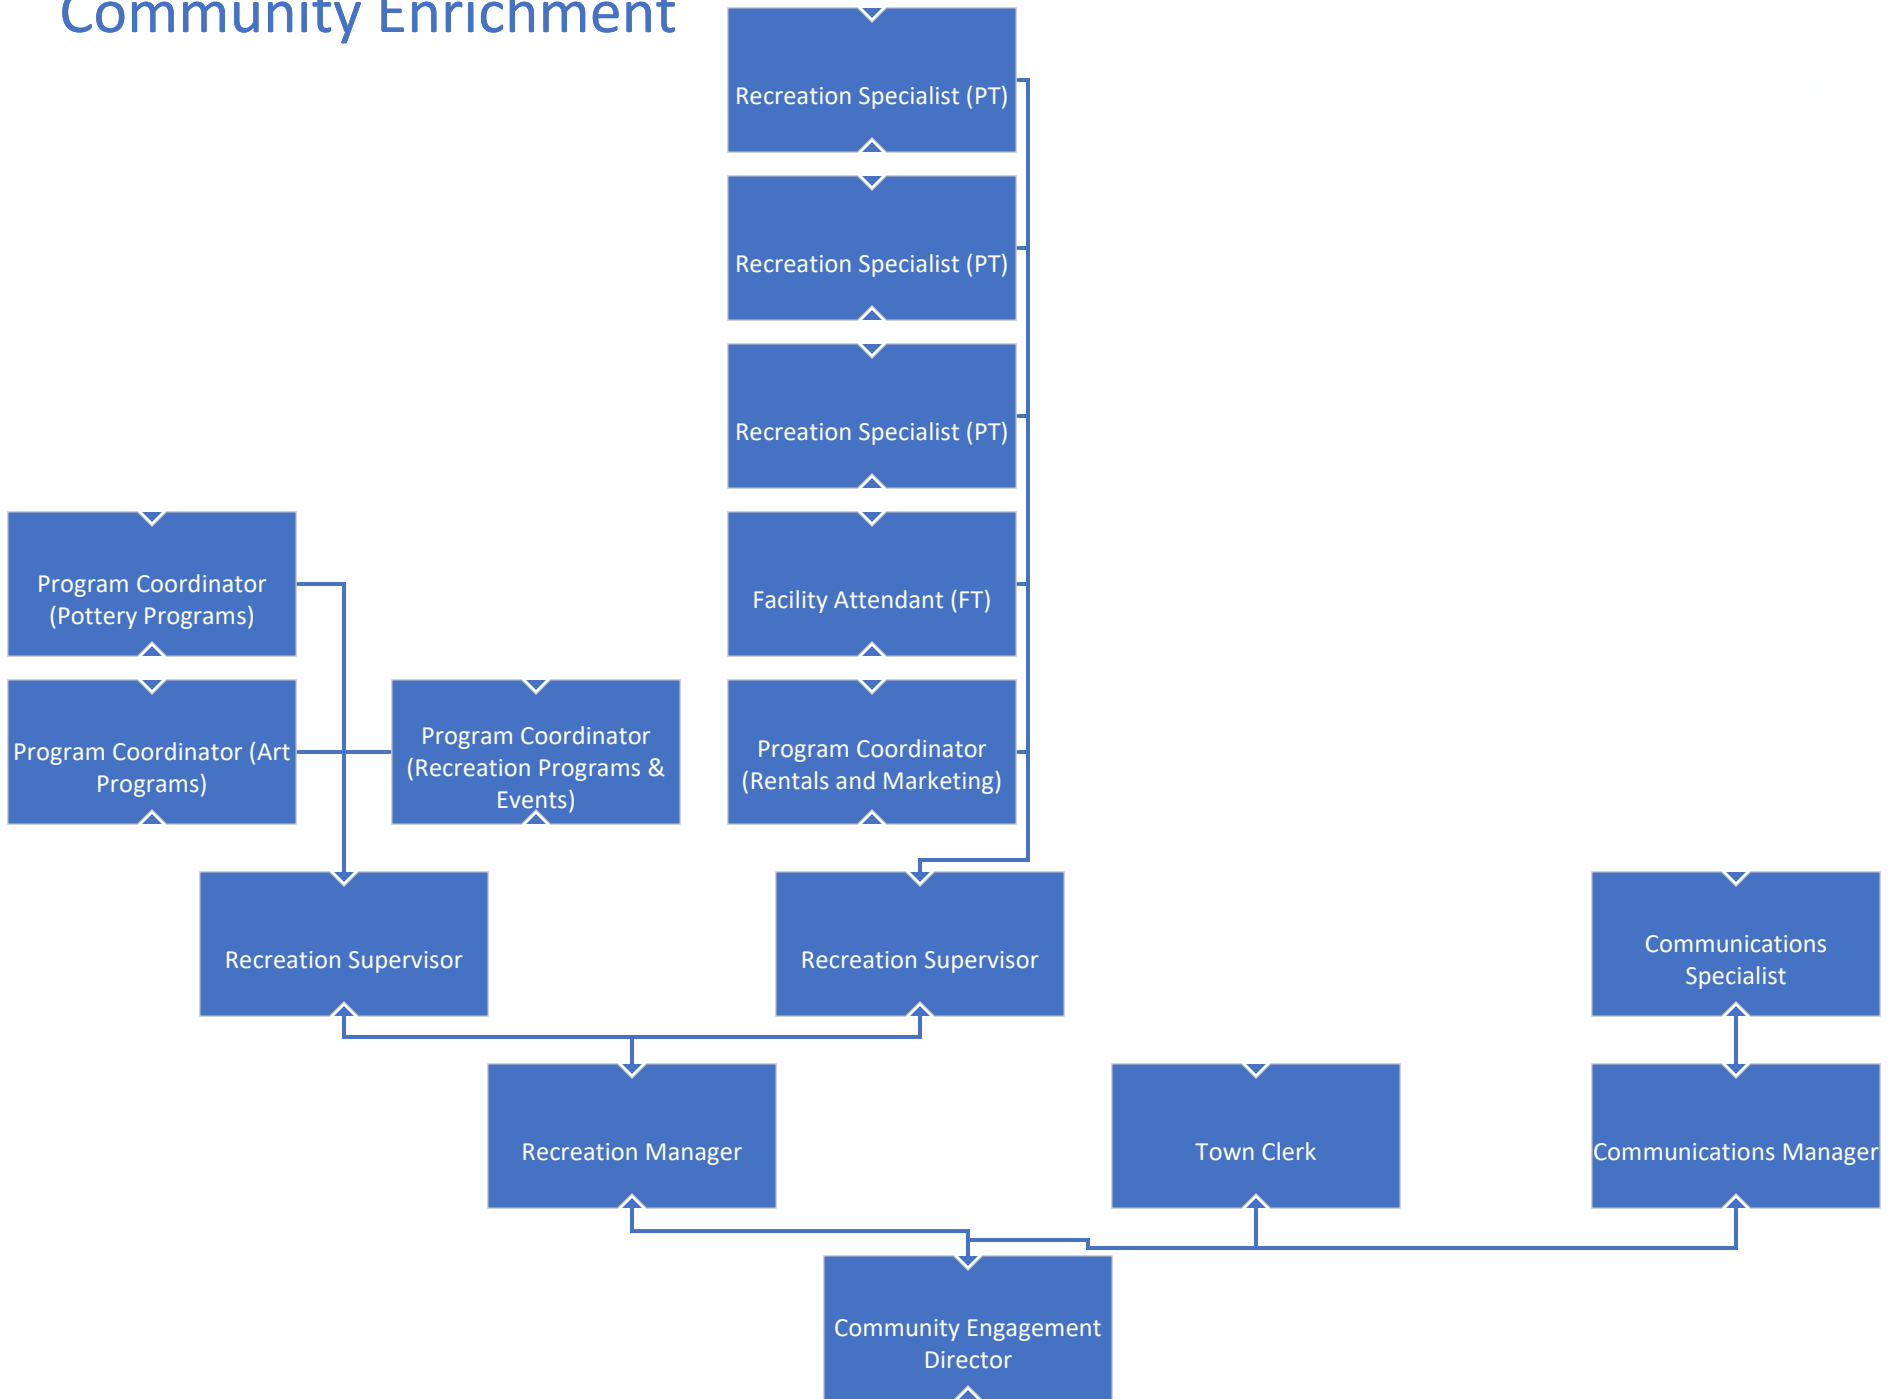 Community Enrichment
Recreation Specialist (PT)
Recreation Specialist (PT)
Recreation Specialist (PT)
Program Coordinator
(Pottery Programs)
Facility Attendant (FT)
Program Coordinator (Art
Programs)
Program Coordinator
(Recreation Programs &
Events)
Program Coordinator
(Rentals and Marketing)
Recreation Supervisor
Recreation Supervisor
Communications
Specialist
Recreation Manager
Town Clerk
Communications Manager
Community Engagement
Director